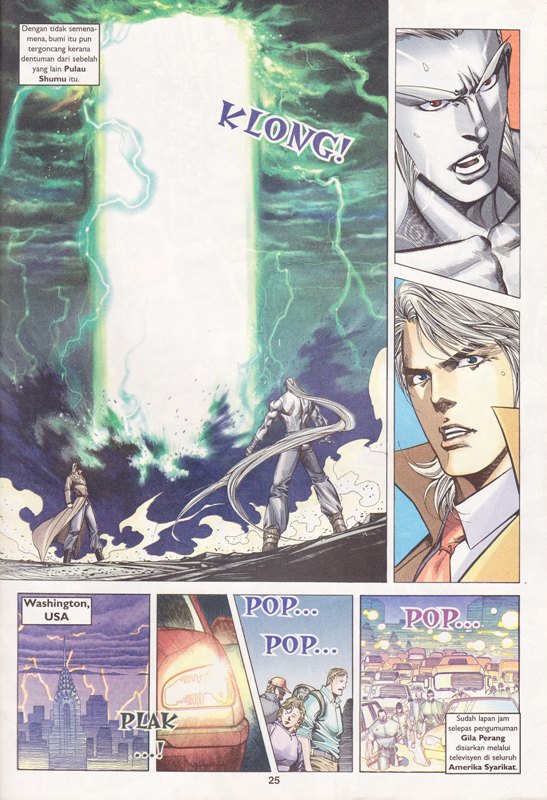 Dengan tidak semena-
mena, bumi itu pun
tergoncang kerana
dentuman dari sebelah
yang lain Pulau
Shumu itu.
KLONG!
Washington,
USA
PLAK
...!
POP...
POP...
POP...
Sudah lapan jam
selepas pengumuman
Gila Perang
disiarkan melalui
televisyen di seluruh
Amerika Syarikat.
25